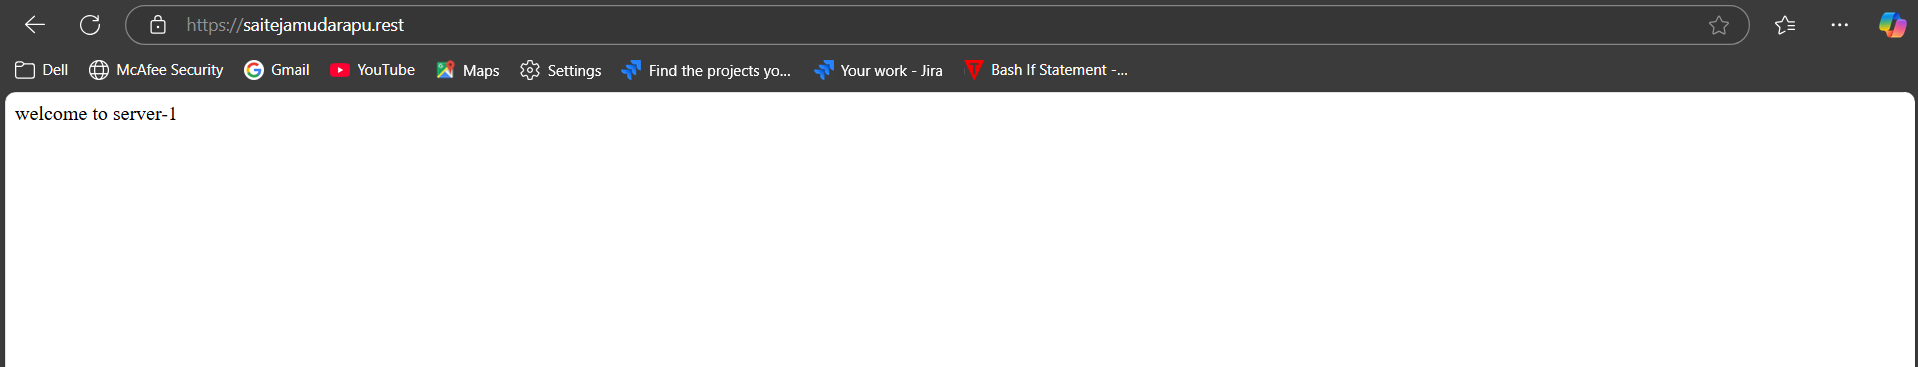 https://saitejamudarapu.rest
Dell McAfee Security Gmail YouTube Maps Settings Find the projects yo... Your work - Jira Bash If Statement -...
welcome to server-1